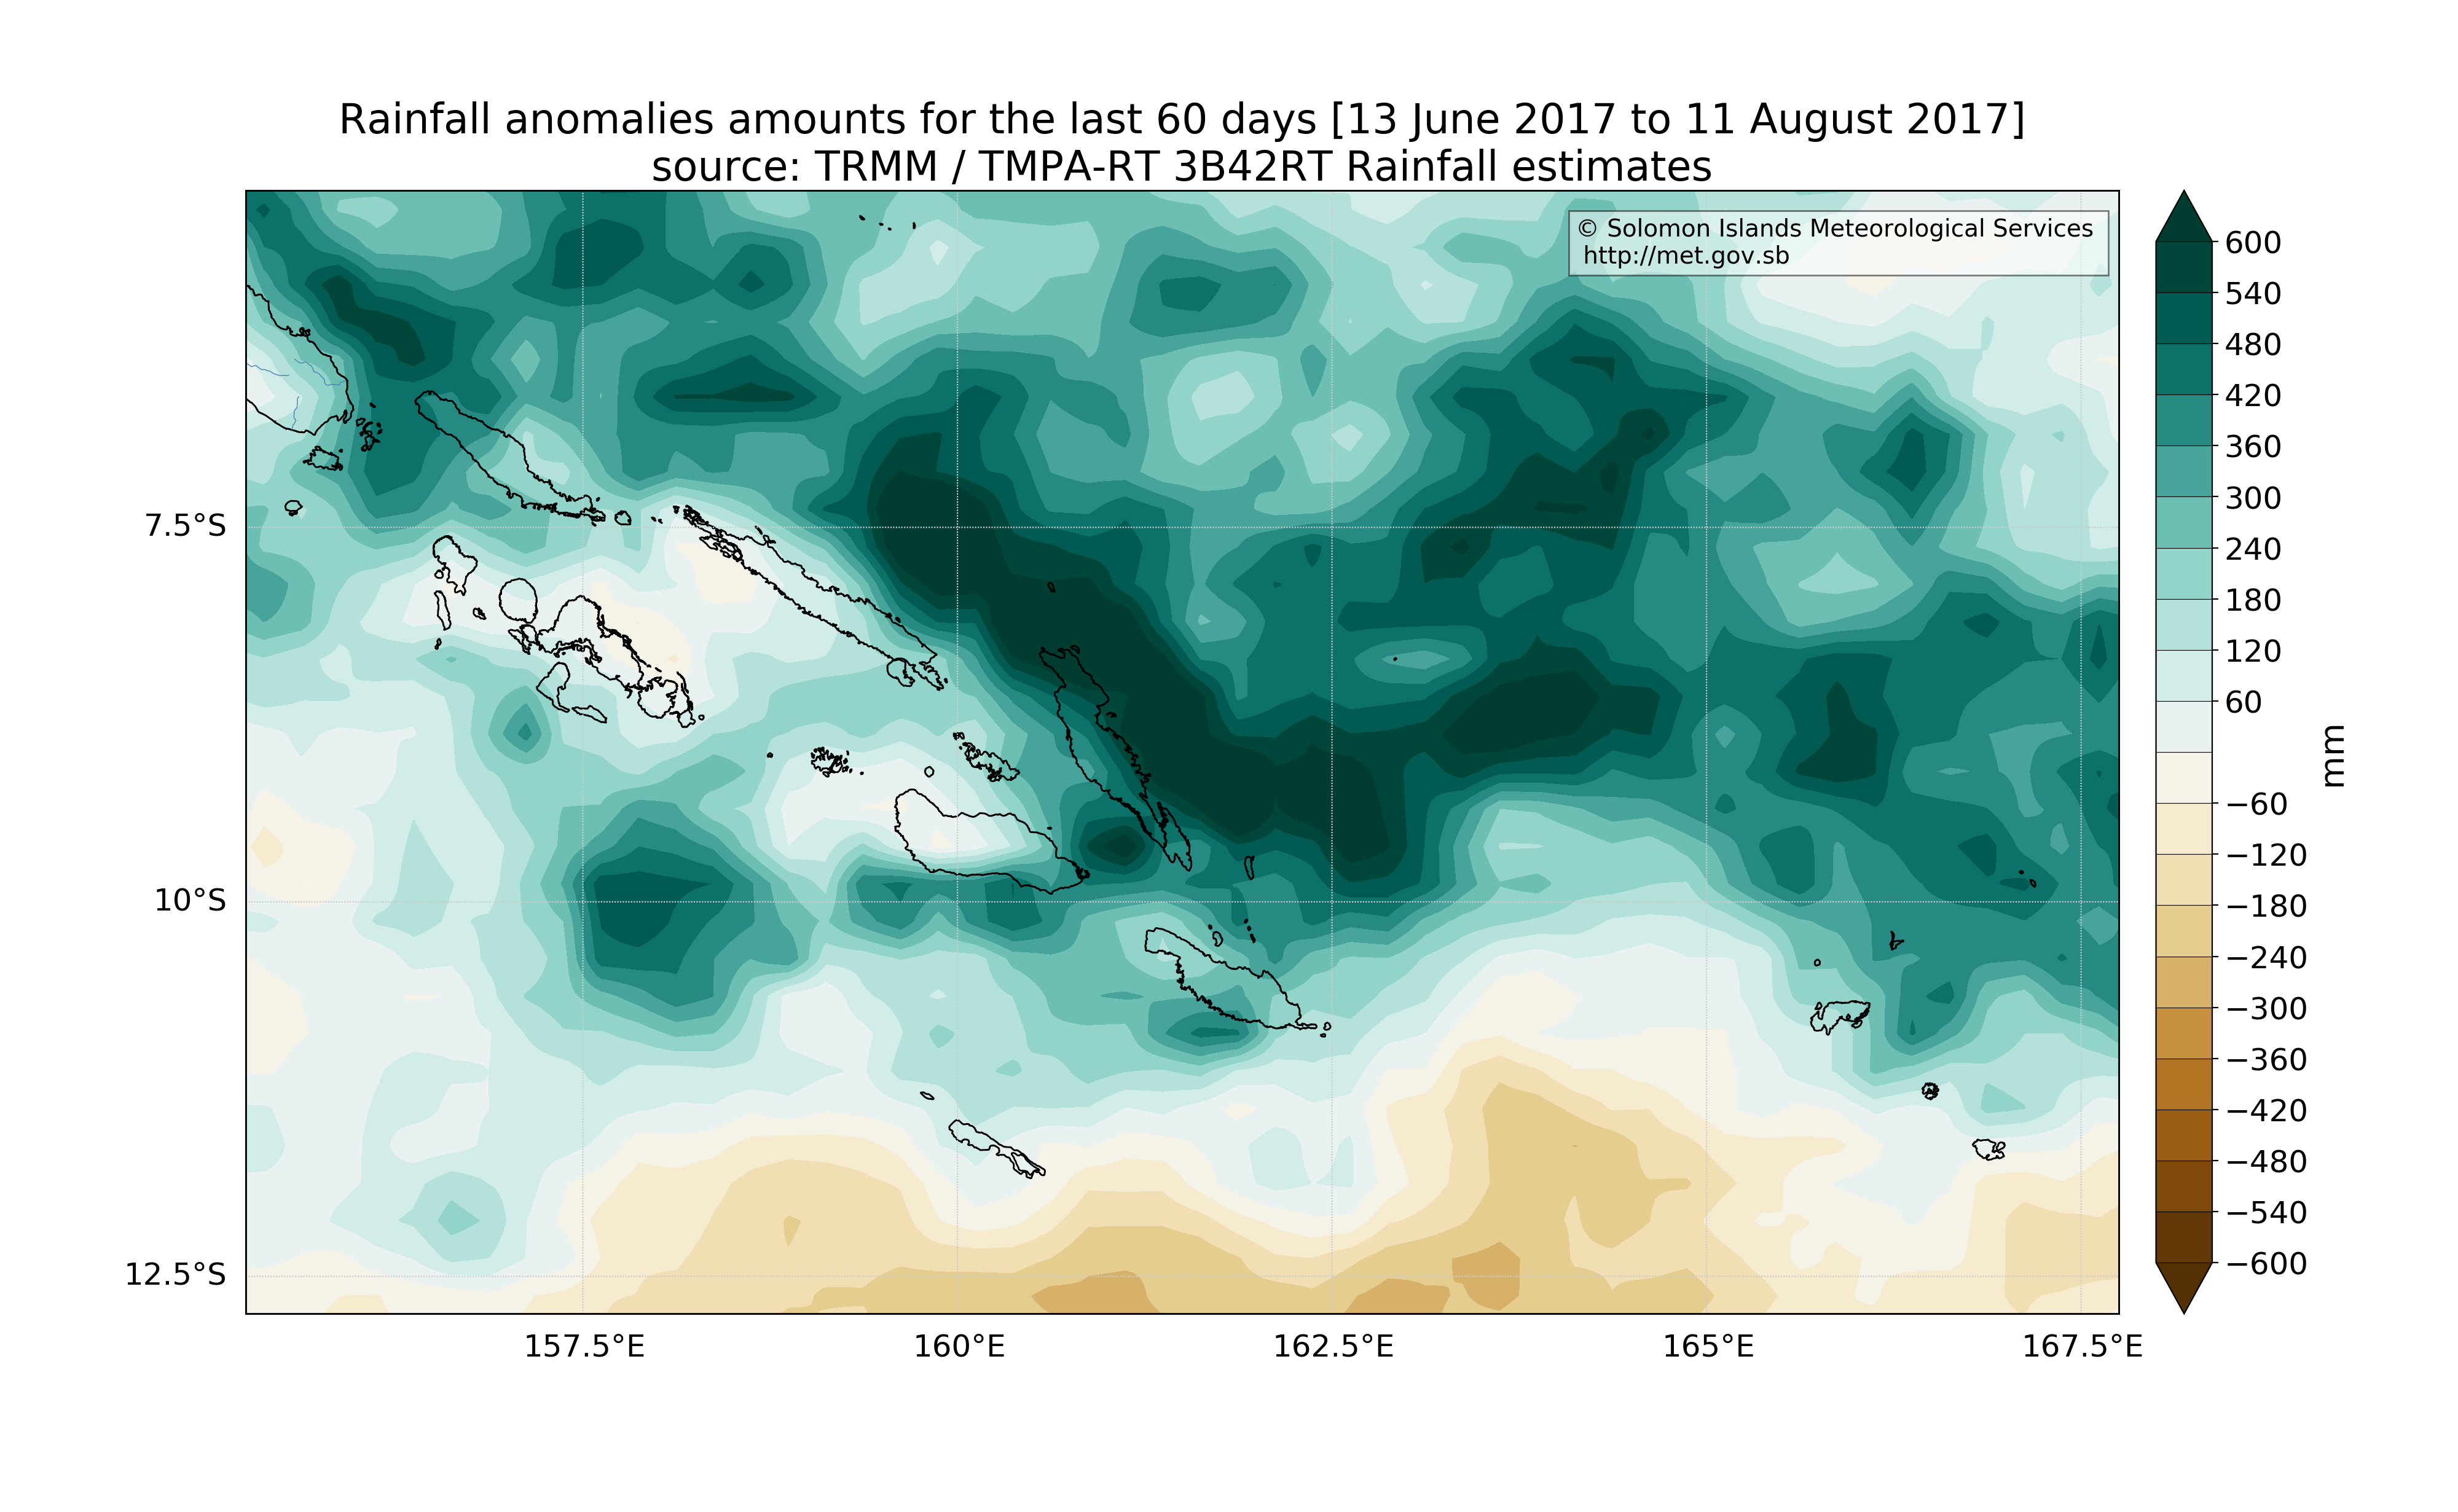 Rainfall anomalies amounts for the last 60 days [13 June 2017 to 11 August 2017]
source: TRMM / TMPA-RT 3B42RT Rainfall estimates
© Solomon Islands Meteorological Services
http://met.gov.sb
7.5°S
10°S
12.5°S
157.5°E
160°E
162.5°E
165°E
167.5°E
600
540
480
420
360
300
240
180
120
60
−60
−120
−180
−240
−300
−360
−420
−480
−540
−600
mm